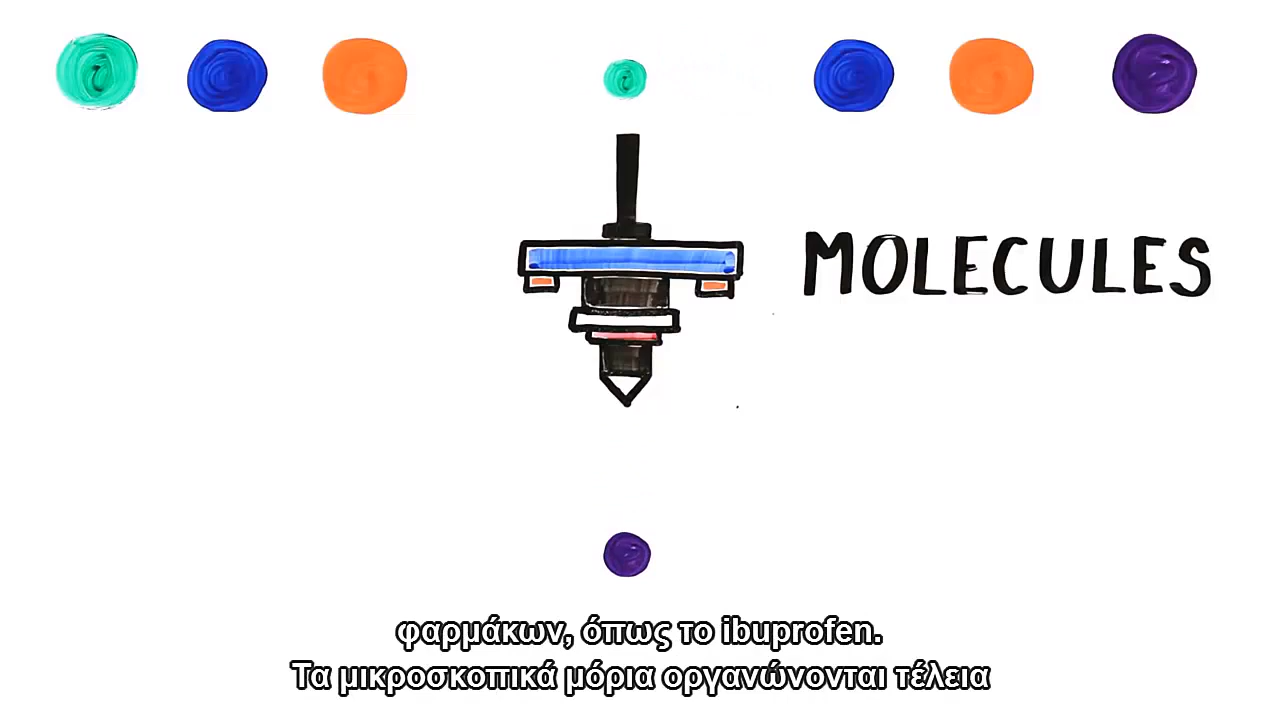 MOLECULES
φαρμάκων, όπως το ibuprofen.
Τα μικροσκοπικά μόρια οργανώνονται τέλεια